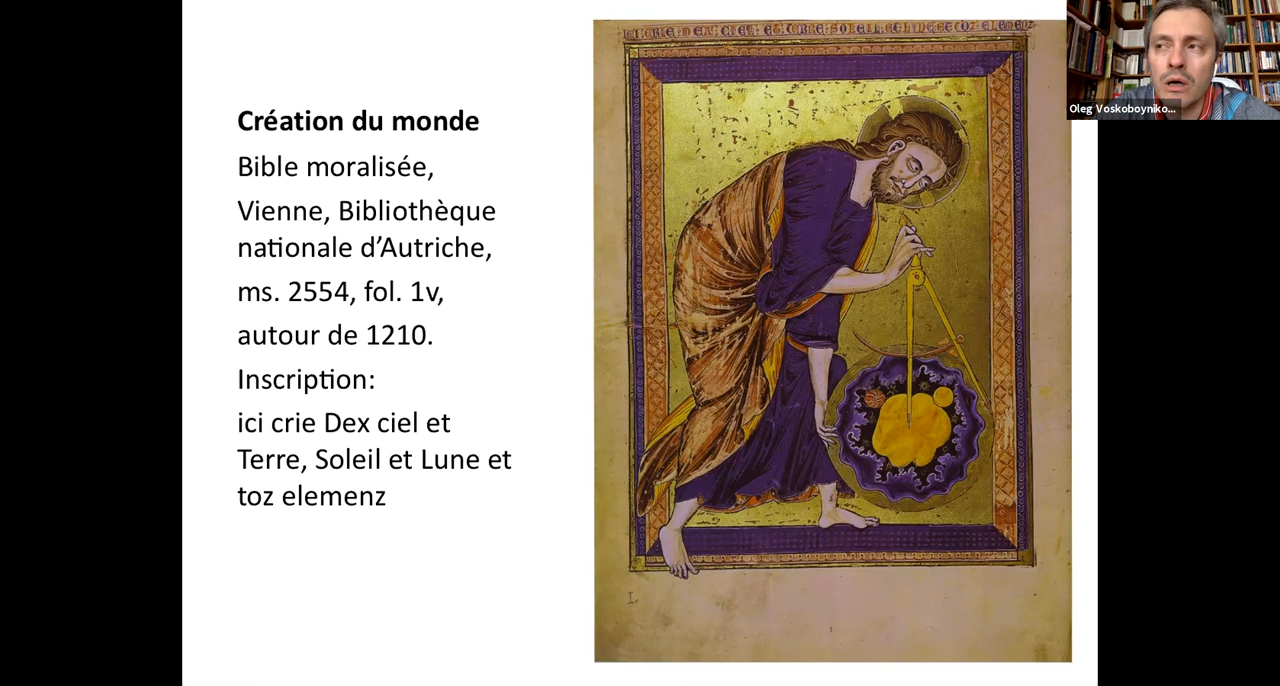 Création du monde
Bible moralisée,
Vienne, Bibliothèque
nationale d’Autriche,
ms. 2554, fol. 1v,
autour de 1210.
Inscription:
ici crie Dex ciel et
Terre, Soleil et Lune et
toz elemenz
Oleg Voskoboyniko...